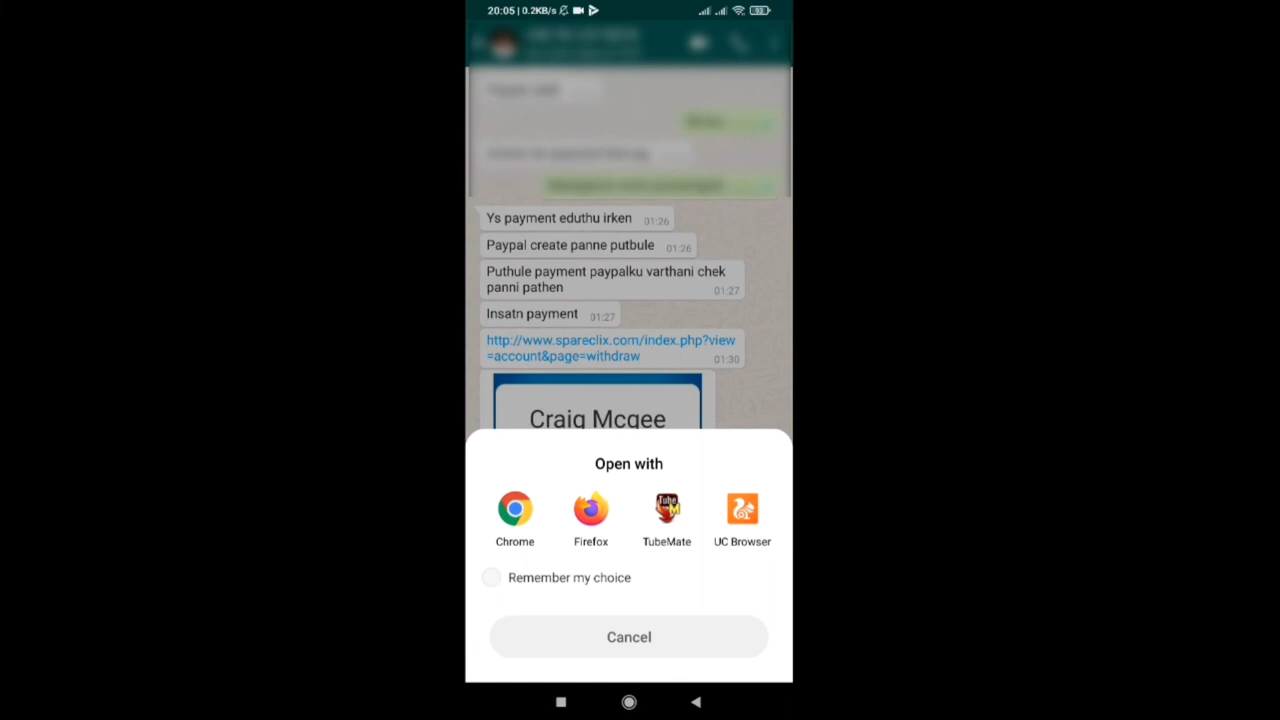 20:05 | 0.2KB/s
93
Ys payment eduthu irken 01:26
Paypal create panne putbule 01:26
Puthule payment paypalku varthani chek
panni pathen 01:27
Insatn payment 01:27
http://www.spareclix.com/index.php?view
=account&page=withdraw 01:30
Craig Mcgee
Open with
Tube
M
Chrome Firefox TubeMate UC Browser
Remember my choice
Cancel